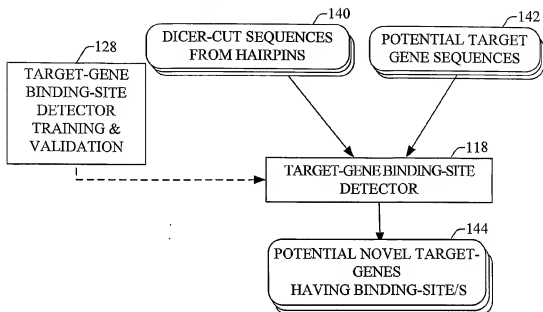 128
TARGET-GENE
BINDING-SITE
DETECTOR
TRAINING &
VALIDATION
140
DICER-CUT SEQUENCES
FROM HAIRPINS
142
POTENTIAL TARGET
GENE SEQUENCES
118
TARGET-GENE BINDING-SITE
DETECTOR
144
POTENTIAL NOVEL TARGET-
GENES
HAVING BINDING-SITE/S